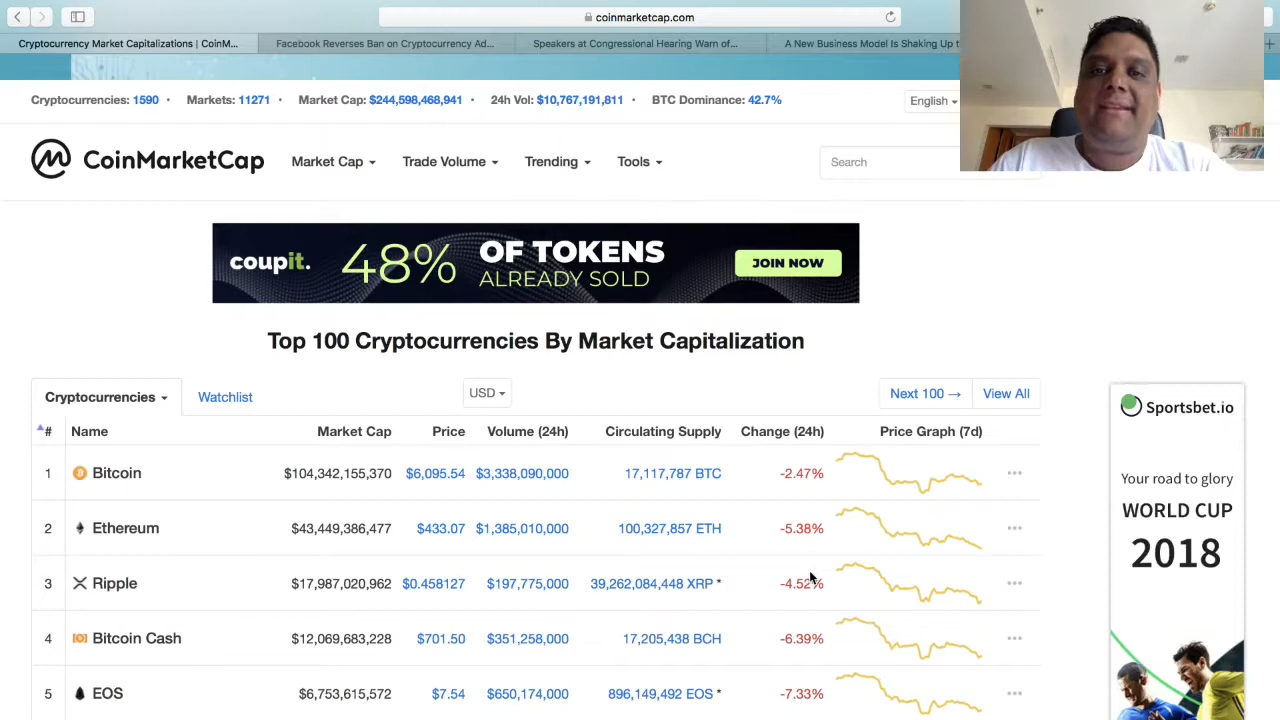 coinmarketcap.com
Cryptocurrency Market Capitalizations | CoinM...
Facebook Reverses Ban on Cryptocurrency Ad...
Speakers at Congressional Hearing Warn of...
A New Business Model Is Shaking Up t
Cryptocurrencies: 1590 • Markets: 11271 • Market Cap: $244,598,468,941 • 24h Vol: $10,767,191,811 • BTC Dominance: 42.7%
English
CoinMarketCap
Market Cap
Trade Volume
Trending
Tools
Search
coupit. 48% OF TOKENS ALREADY SOLD
JOIN NOW
Top 100 Cryptocurrencies By Market Capitalization
Cryptocurrencies
Watchlist
USD
Next 100 →
View All
# Name Market Cap Price Volume (24h) Circulating Supply Change (24h) Price Graph (7d)
1 Bitcoin $104,342,155,370 $6,095.54 $3,338,090,000 17,117,787 BTC -2.47%
2 Ethereum $43,449,386,477 $433.07 $1,385,010,000 100,327,857 ETH -5.38%
3 Ripple $17,987,020,962 $0.458127 $197,775,000 39,262,084,448 XRP * -4.52%
4 Bitcoin Cash $12,069,683,228 $701.50 $351,258,000 17,205,438 BCH -6.39%
5 EOS $6,753,615,572 $7.54 $650,174,000 896,149,492 EOS * -7.33%
Sportsbet.io
Your road to glory
WORLD CUP
2018